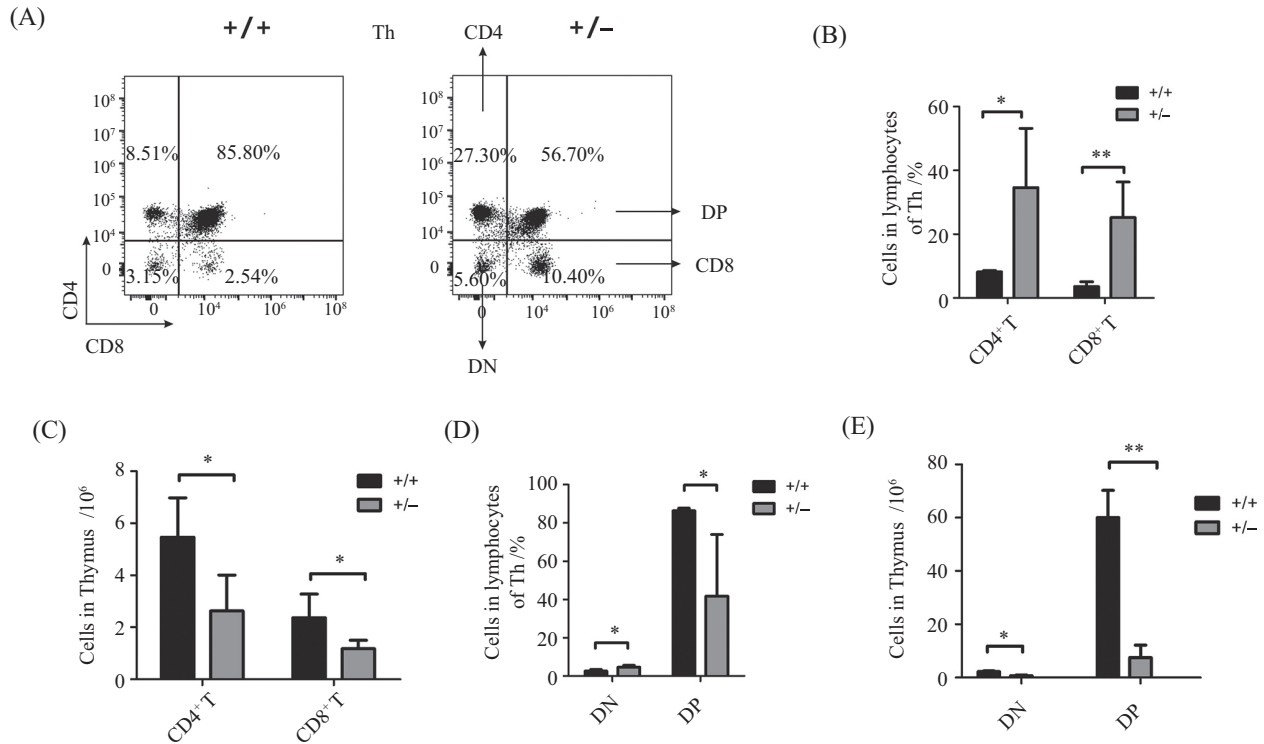 (A)
+/+
Th
CD4
+/−
10⁸
10⁷
10⁶
10⁵
10⁴
0
8.51%
85.80%
3.15%
2.54%
0
10⁴
10⁶
10⁸
CD4
CD8
10⁸
10⁷
10⁶
10⁵
10⁴
0
27.30%
56.70%
5.60%
10.40%
0
10⁴
10⁶
10⁸
DP
CD8
DN
(B)
Cells in lymphocytes
of Th /%
60
40
20
0
*
**
+/+
+/−
CD4⁺T
CD8⁺T
(C)
Cells in Thymus /10⁶
8
6
4
2
0
*
*
+/+
+/−
CD4⁺T
CD8⁺T
(D)
Cells in lymphocytes
of Th /%
100
80
60
40
20
0
*
*
+/+
+/−
DN
DP
(E)
Cells in Thymus /10⁶
80
60
40
20
0
*
**
+/+
+/−
DN
DP